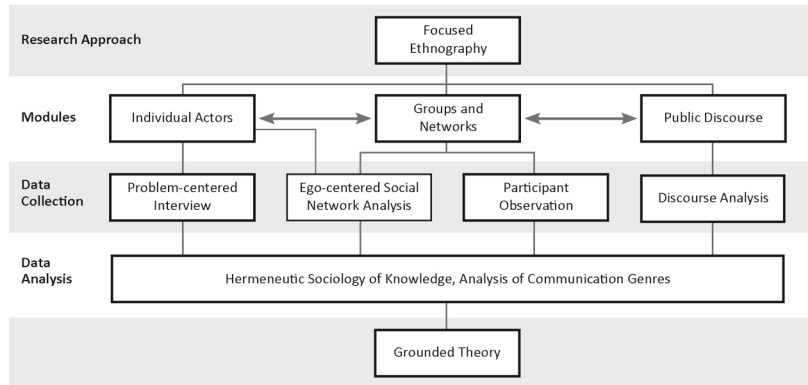 Research Approach
Focused
Ethnography
Modules
Individual Actors
Groups and
Networks
Public Discourse
Data
Collection
Problem-centered
Interview
Ego-centered Social
Network Analysis
Participant
Observation
Discourse Analysis
Data
Analysis
Hermeneutic Sociology of Knowledge, Analysis of Communication Genres
Grounded Theory